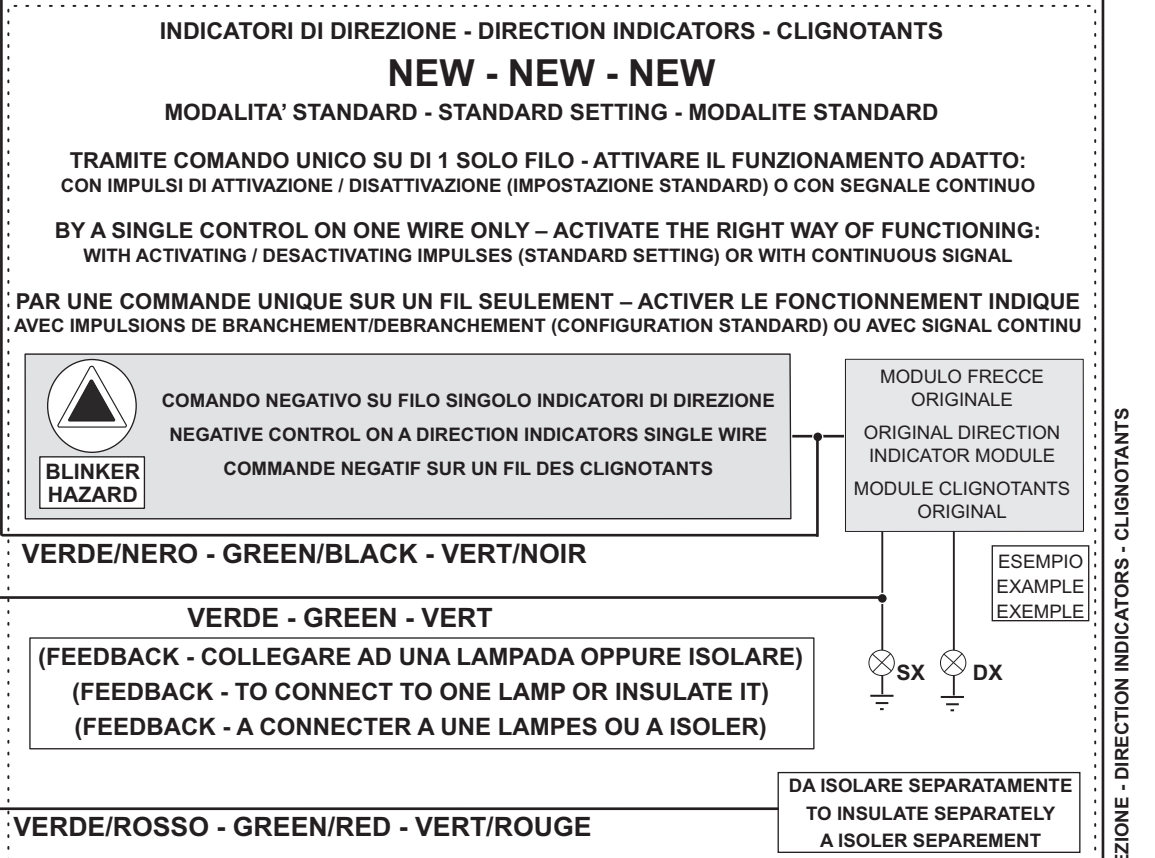 INDICATORI DI DIREZIONE - DIRECTION INDICATORS - CLIGNOTANTS
NEW - NEW - NEW
MODALITA’ STANDARD - STANDARD SETTING - MODALITE STANDARD
TRAMITE COMANDO UNICO SU DI 1 SOLO FILO - ATTIVARE IL FUNZIONAMENTO ADATTO:
CON IMPULSI DI ATTIVAZIONE / DISATTIVAZIONE (IMPOSTAZIONE STANDARD) O CON SEGNALE CONTINUO
BY A SINGLE CONTROL ON ONE WIRE ONLY – ACTIVATE THE RIGHT WAY OF FUNCTIONING:
WITH ACTIVATING / DESACTIVATING IMPULSES (STANDARD SETTING) OR WITH CONTINUOUS SIGNAL
PAR UNE COMMANDE UNIQUE SUR UN FIL SEULEMENT – ACTIVER LE FONCTIONNEMENT INDIQUE
AVEC IMPULSIONS DE BRANCHEMENT/DEBRANCHEMENT (CONFIGURATION STANDARD) OU AVEC SIGNAL CONTINU
BLINKER
HAZARD
COMANDO NEGATIVO SU FILO SINGOLO INDICATORI DI DIREZIONE
NEGATIVE CONTROL ON A DIRECTION INDICATORS SINGLE WIRE
COMMANDE NEGATIF SUR UN FIL DES CLIGNOTANTS
MODULO FRECCE
ORIGINALE
ORIGINAL DIRECTION
INDICATOR MODULE
MODULE CLIGNOTANTS
ORIGINAL
VERDE/NERO - GREEN/BLACK - VERT/NOIR
ESEMPIO
EXAMPLE
EXEMPLE
VERDE - GREEN - VERT
(FEEDBACK - COLLEGARE AD UNA LAMPADA OPPURE ISOLARE)
(FEEDBACK - TO CONNECT TO ONE LAMP OR INSULATE IT)
(FEEDBACK - A CONNECTER A UNE LAMPES OU A ISOLER)
SX
DX
DA ISOLARE SEPARATAMENTE
TO INSULATE SEPARATELY
A ISOLER SEPAREMENT
VERDE/ROSSO - GREEN/RED - VERT/ROUGE
EZIONE - DIRECTION INDICATORS - CLIGNOTANTS